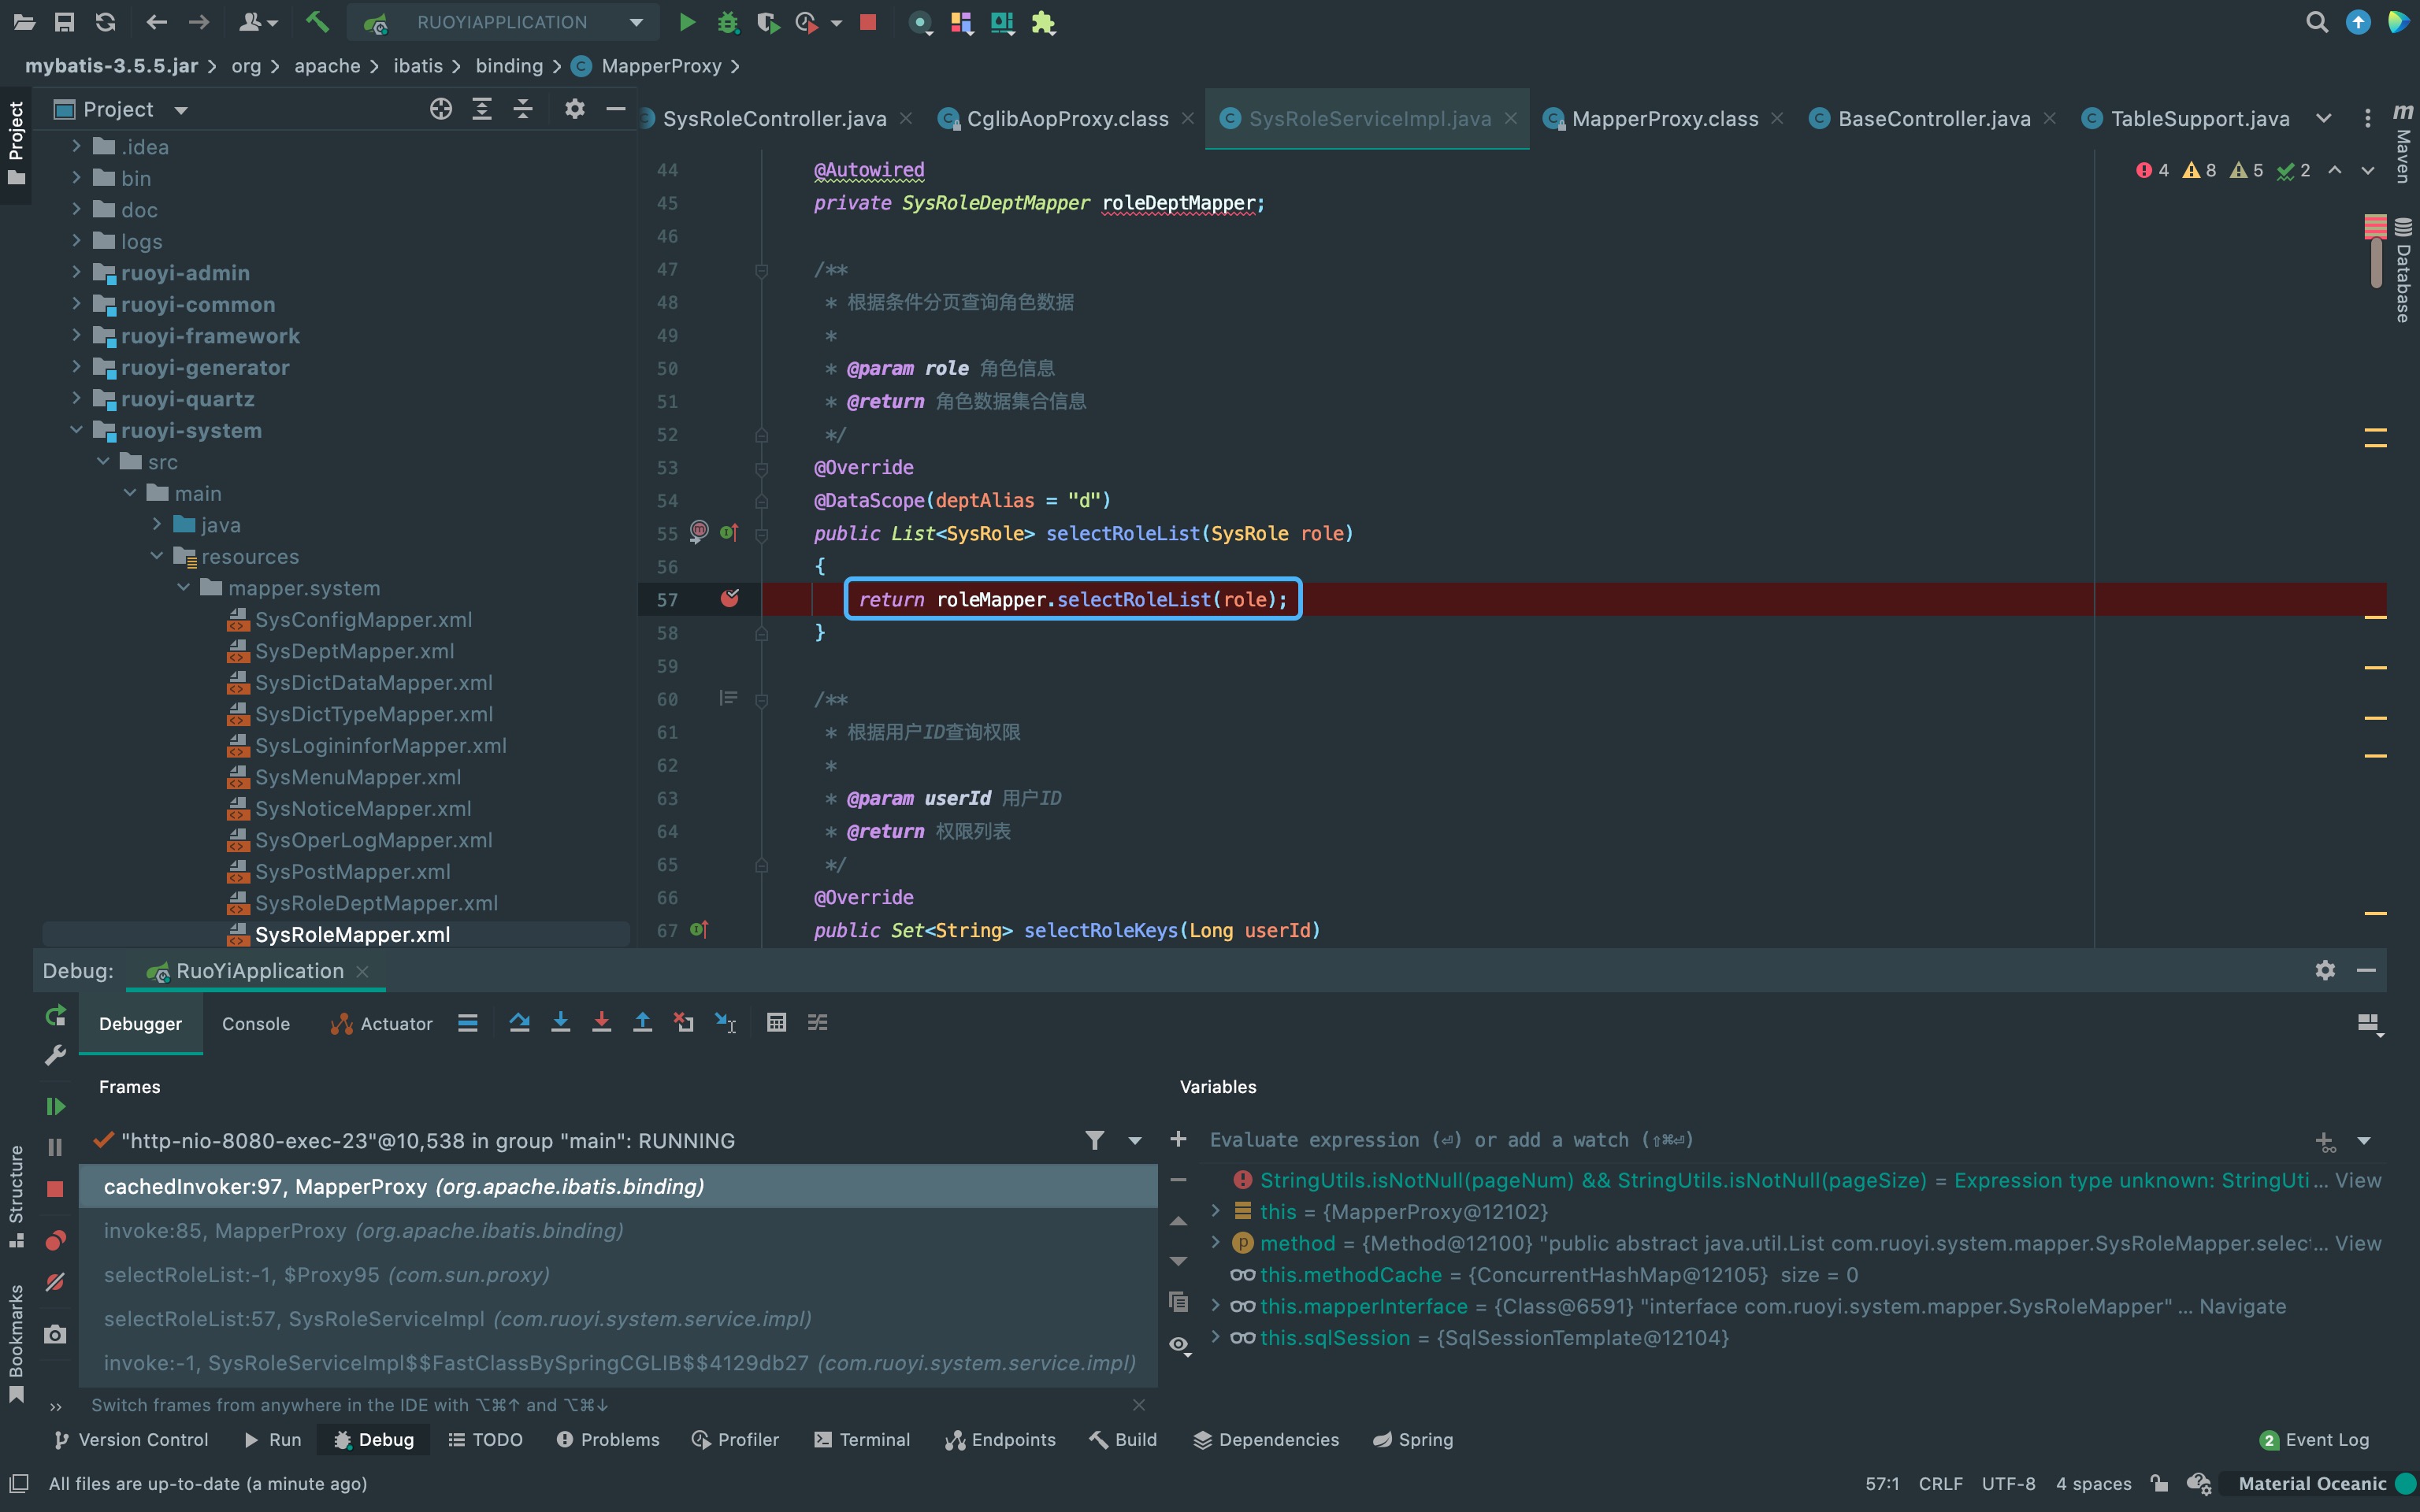 RUOYIAPPLICATION
mybatis-3.5.5.jar > org > apache > ibatis > binding > MapperProxy >
Project
SysRoleController.java CglibAopProxy.class SysRoleServiceImpl.java MapperProxy.class BaseController.java TableSupport.java
Project
Maven
Database
Structure
Bookmarks
.idea
bin
doc
logs
ruoyi-admin
ruoyi-common
ruoyi-framework
ruoyi-generator
ruoyi-quartz
ruoyi-system
src
main
java
resources
mapper.system
SysConfigMapper.xml
SysDeptMapper.xml
SysDictDataMapper.xml
SysDictTypeMapper.xml
SysLogininforMapper.xml
SysMenuMapper.xml
SysNoticeMapper.xml
SysOperLogMapper.xml
SysPostMapper.xml
SysRoleDeptMapper.xml
SysRoleMapper.xml
4 8 5 2
44 @Autowired
45 private SysRoleDeptMapper roleDeptMapper;
46
47 /**
48 * 根据条件分页查询角色数据
49 *
50 * @param role 角色信息
51 * @return 角色数据集合信息
52 */
53 @Override
54 @DataScope(deptAlias = "d")
55 public List<SysRole> selectRoleList(SysRole role)
56 {
57 return roleMapper.selectRoleList(role);
58 }
59
60 /**
61 * 根据用户ID查询权限
62 *
63 * @param userId 用户ID
64 * @return 权限列表
65 */
66 @Override
67 public Set<String> selectRoleKeys(Long userId)
Debug: RuoYiApplication
Debugger Console Actuator
Frames
"http-nio-8080-exec-23"@10,538 in group "main": RUNNING
cachedInvoker:97, MapperProxy (org.apache.ibatis.binding)
invoke:85, MapperProxy (org.apache.ibatis.binding)
selectRoleList:-1, $Proxy95 (com.sun.proxy)
selectRoleList:57, SysRoleServiceImpl (com.ruoyi.system.service.impl)
invoke:-1, SysRoleServiceImpl$$FastClassBySpringCGLIB$$4129db27 (com.ruoyi.system.service.impl)
Switch frames from anywhere in the IDE with ⌥⌘↑ and ⌥⌘↓
Variables
Evaluate expression (⏎) or add a watch (⇧⌘⏎)
StringUtils.isNotNull(pageNum) && StringUtils.isNotNull(pageSize) = Expression type unknown: StringUti... View
this = {MapperProxy@12102}
method = {Method@12100} "public abstract java.util.List com.ruoyi.system.mapper.SysRoleMapper.selec... View
this.methodCache = {ConcurrentHashMap@12105} size = 0
this.mapperInterface = {Class@6591} "interface com.ruoyi.system.mapper.SysRoleMapper" ... Navigate
this.sqlSession = {SqlSessionTemplate@12104}
Version Control Run Debug TODO Problems Profiler Terminal Endpoints Build Dependencies Spring 2 Event Log
All files are up-to-date (a minute ago) 57:1 CRLF UTF-8 4 spaces Material Oceanic